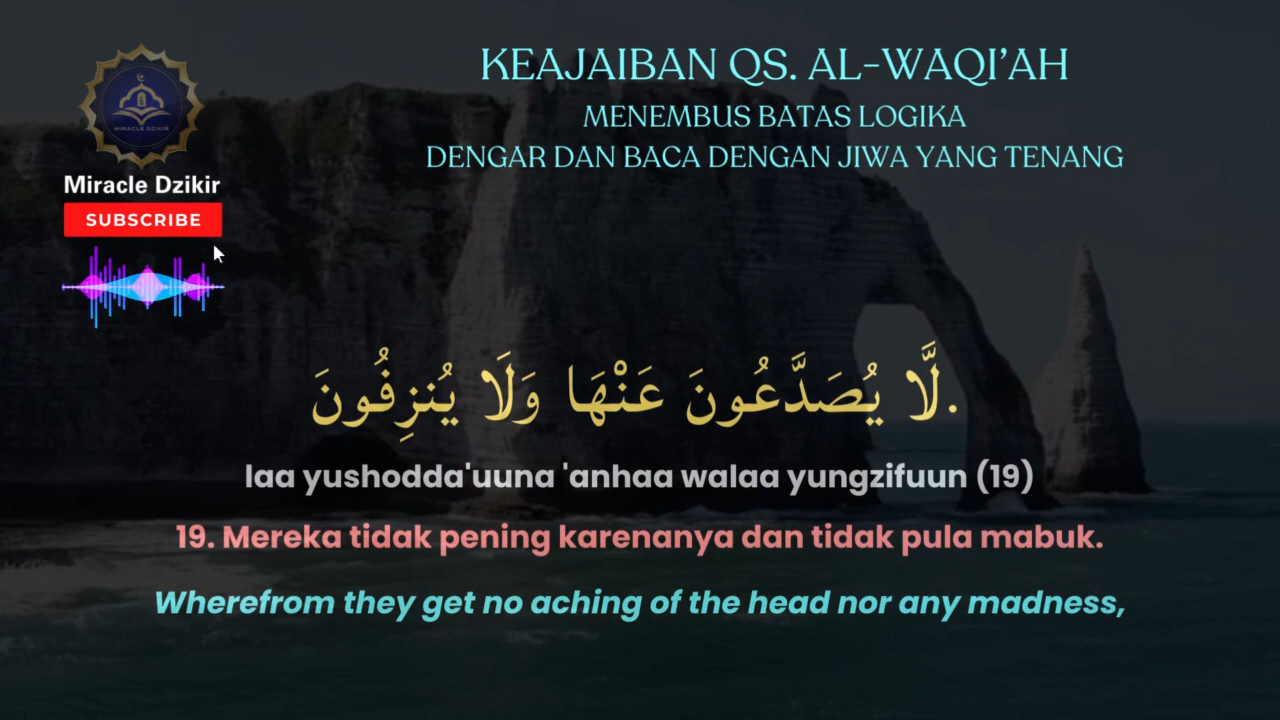 KEAJAIBAN QS. AL-WAQI'AH
MENEMBUS BATAS LOGIKA
DENGAR DAN BACA DENGAN JIWA YANG TENANG
MIRACLE DZIKIR
Miracle Dzikir
SUBSCRIBE
لَّا يُصَدَّعُونَ عَنْهَا وَلَا يُنزِفُونَ.
laa yushodda'uuna 'anhaa walaa yungzifuun (19)
19. Mereka tidak pening karenanya dan tidak pula mabuk.
Wherefrom they get no aching of the head nor any madness,